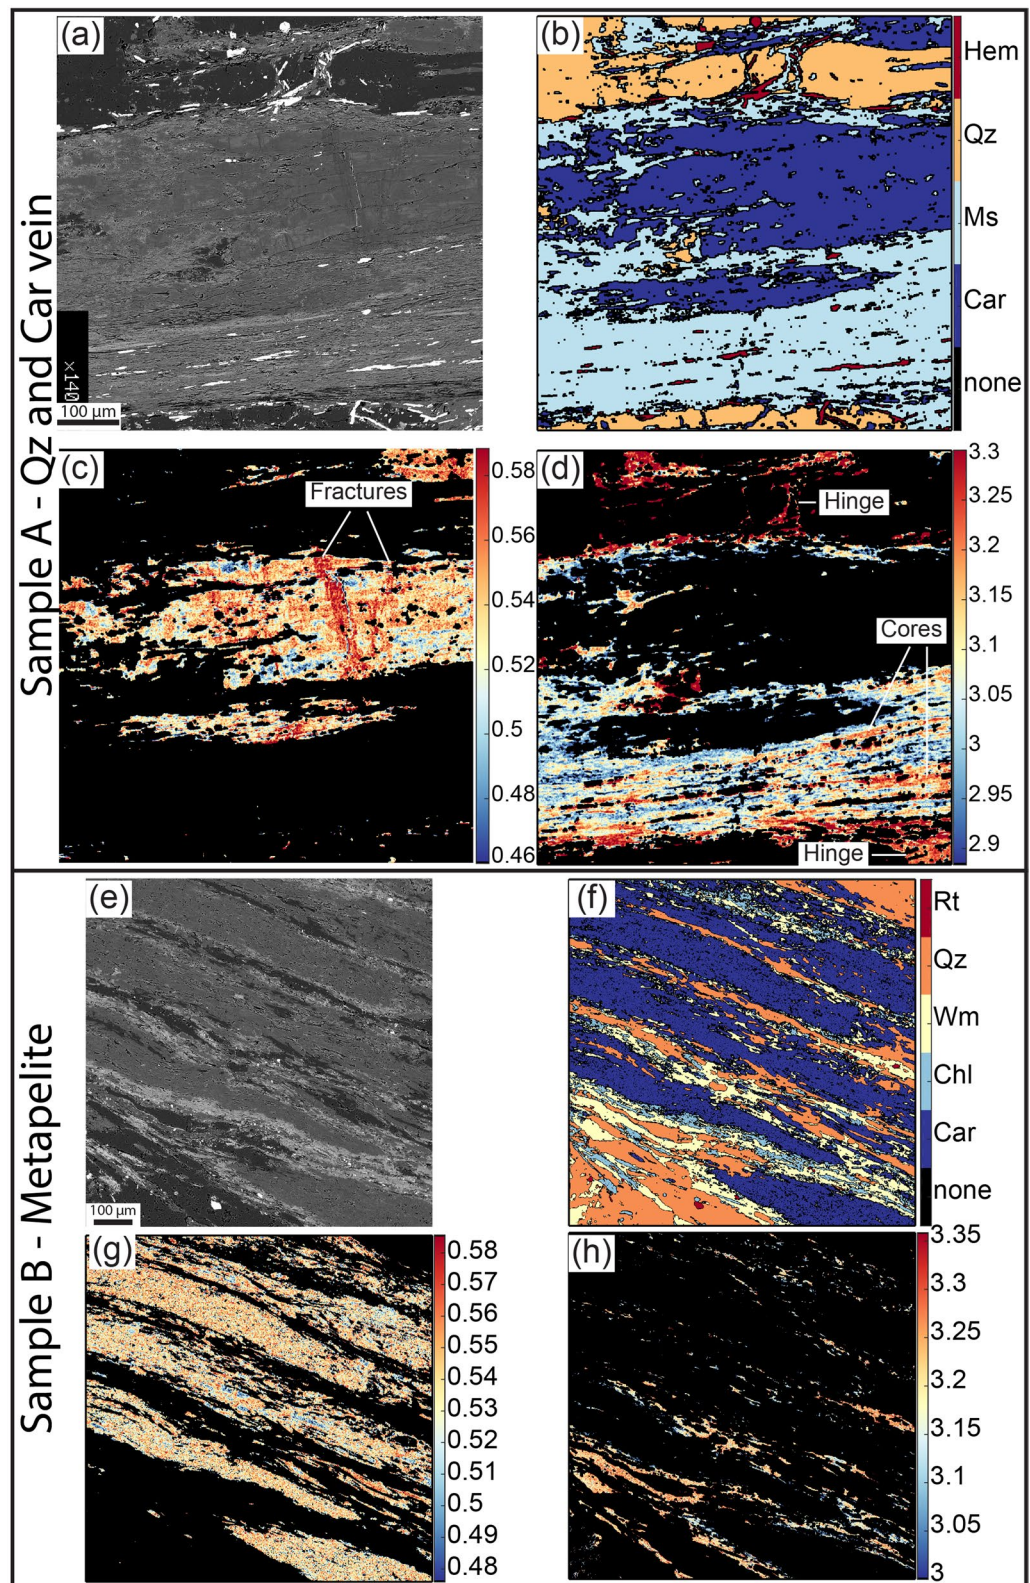 Sample A - Qz and Car vein
(a)
×140
100 µm
(b)
Hem
Qz
Ms
Car
none
(c)
Fractures
0.58
0.56
0.54
0.52
0.5
0.48
0.46
(d)
Hinge
Cores
Hinge
3.3
3.25
3.2
3.15
3.1
3.05
3
2.95
2.9
Sample B - Metapelite
(e)
100 µm
(f)
Rt
Qz
Wm
Chl
Car
none
(g)
0.58
0.57
0.56
0.55
0.54
0.53
0.52
0.51
0.5
0.49
0.48
(h)
3.35
3.3
3.25
3.2
3.15
3.1
3.05
3